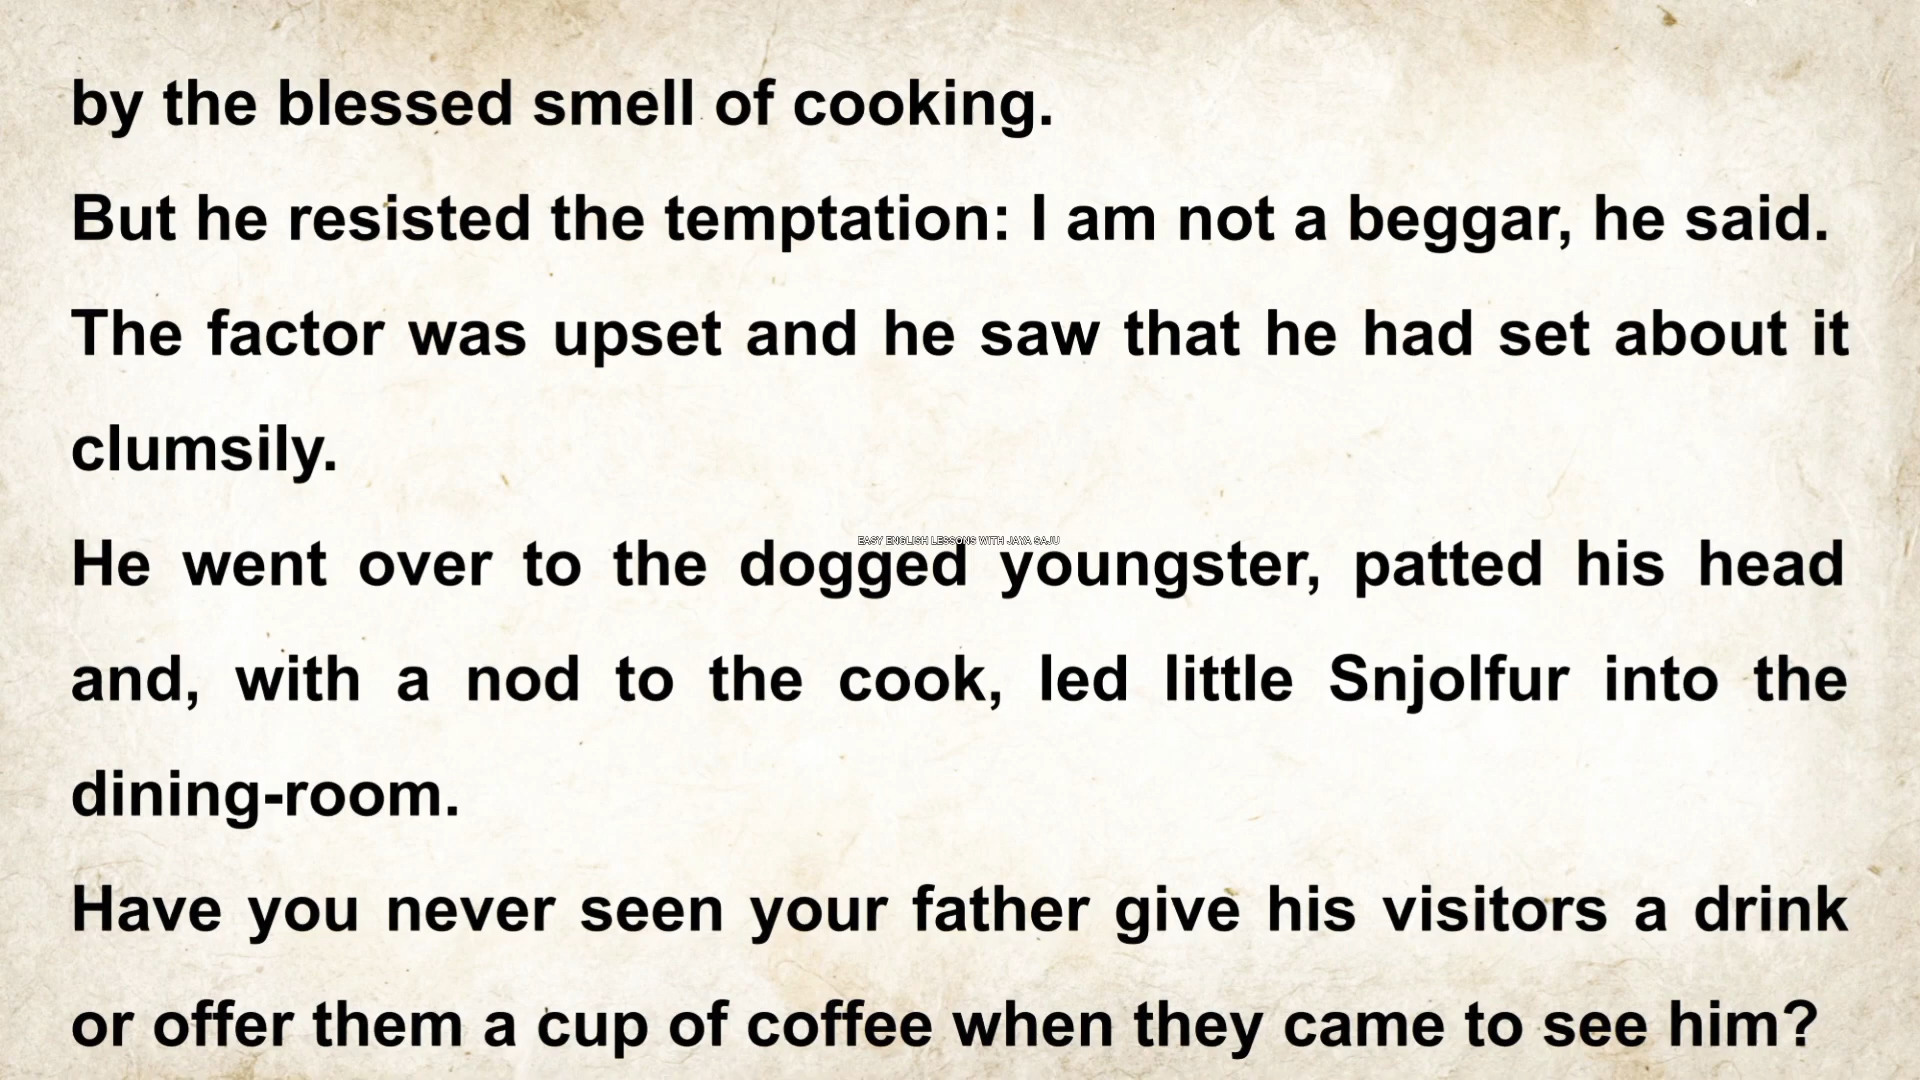 by the blessed smell of cooking.
But he resisted the temptation: I am not a beggar, he said.
The factor was upset and he saw that he had set about it
clumsily.
EASY ENGLISH LESSONS WITH JAYA SAJU
He went over to the dogged youngster, patted his head
and, with a nod to the cook, led little Snjolfur into the
dining-room.
Have you never seen your father give his visitors a drink
or offer them a cup of coffee when they came to see him?